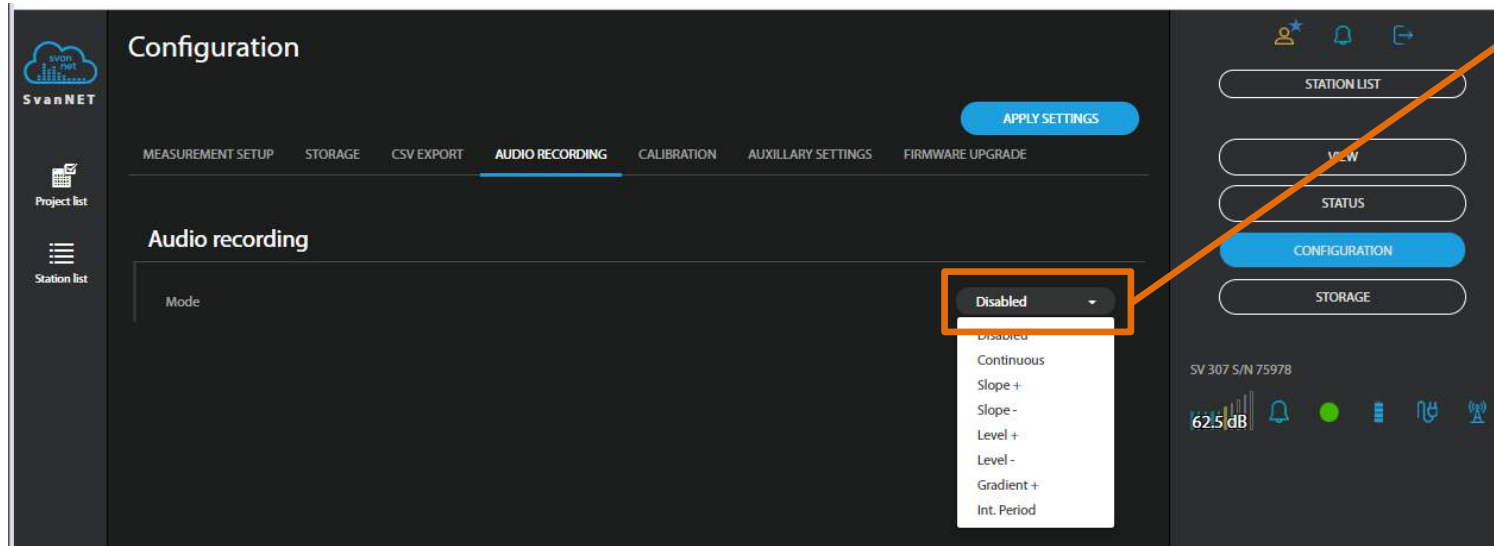 svan
net
SvanNET
Project list
Station list
Configuration
APPLY SETTINGS
MEASUREMENT SETUP STORAGE CSV EXPORT AUDIO RECORDING CALIBRATION AUXILLARY SETTINGS FIRMWARE UPGRADE
Audio recording
Mode
Disabled
Disabled
Continuous
Slope +
Slope -
Level +
Level -
Gradient +
Int. Period
STATION LIST
VIEW
STATUS
CONFIGURATION
STORAGE
SV 307 S/N 75978
62.5 dB